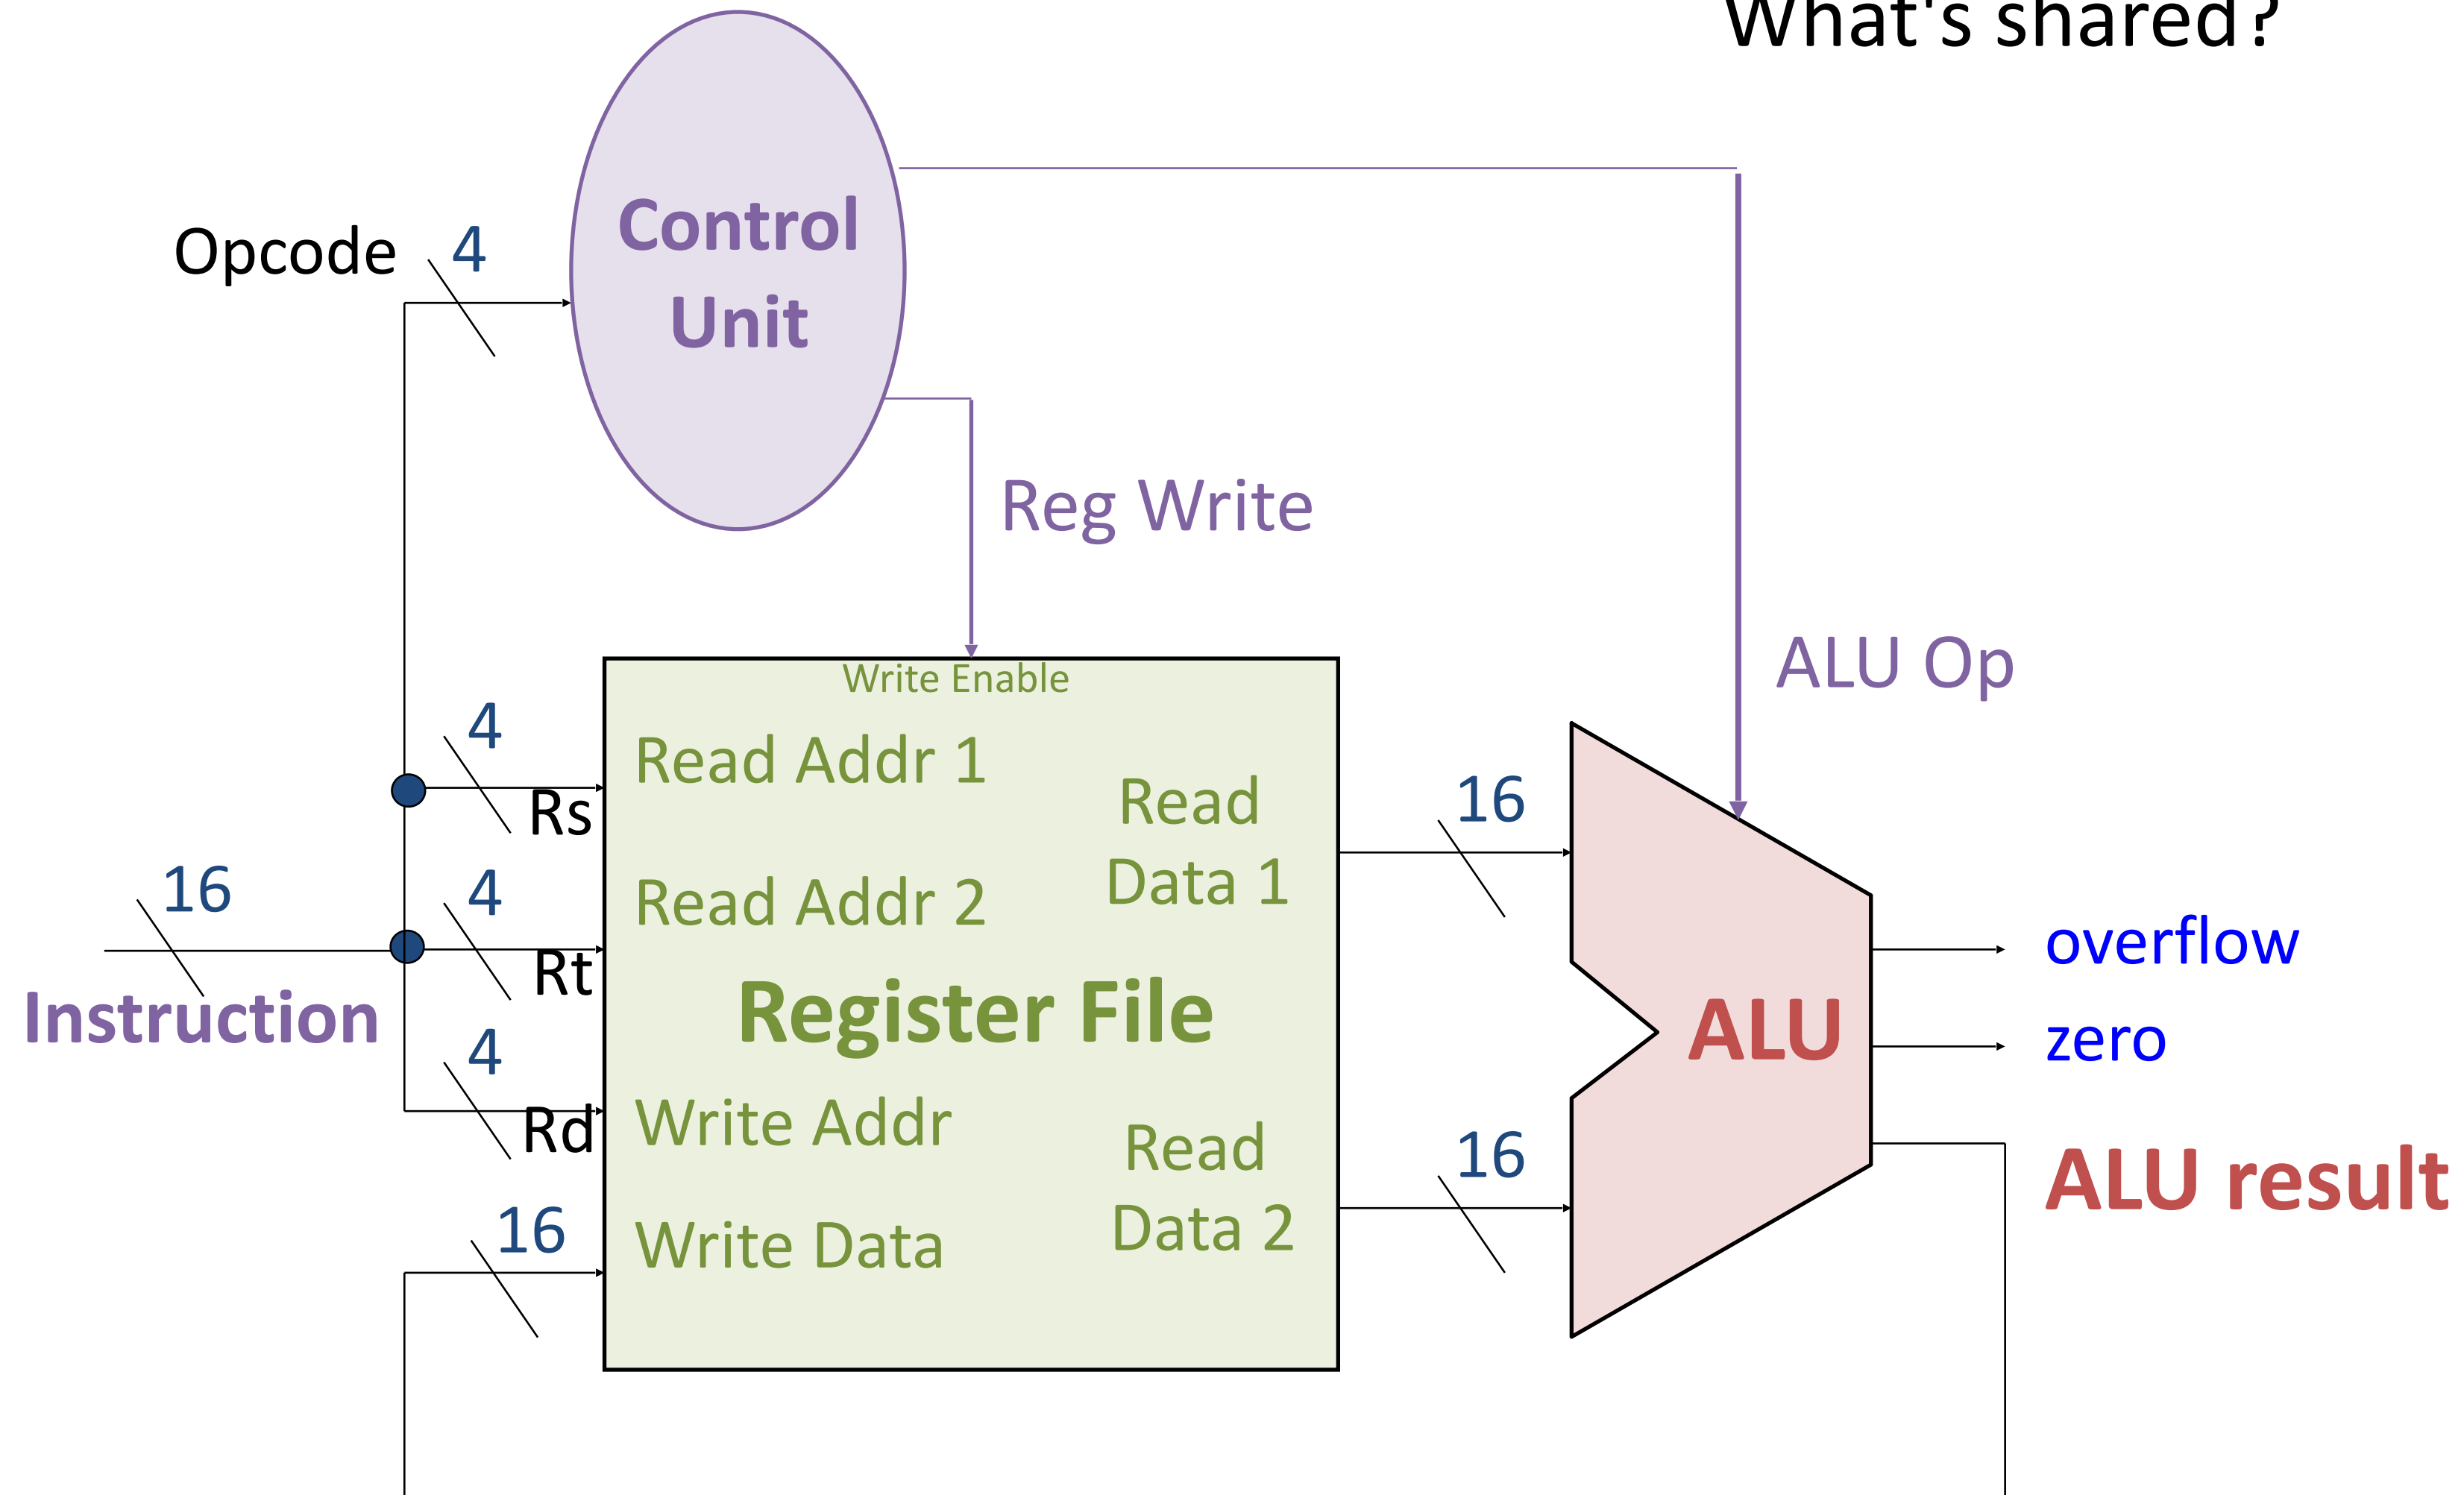 What's shared?
Control
Unit
Opcode
4
Reg Write
ALU Op
Write Enable
4
Read Addr 1
Rs
Read
Data 1
16
16
4
Read Addr 2
Rt
Instruction
Register File
ALU
overflow
zero
4
Write Addr
Rd
Read
Data 2
16
ALU result
16
Write Data